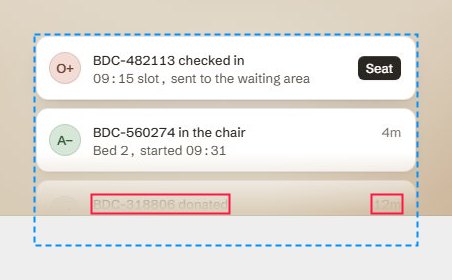 O+
BDC-482113 checked in
09:15 slot, sent to the waiting area
Seat
A−
BDC-560274 in the chair
4m
Bed 2, started 09:31
BDC-318806 donated
12m